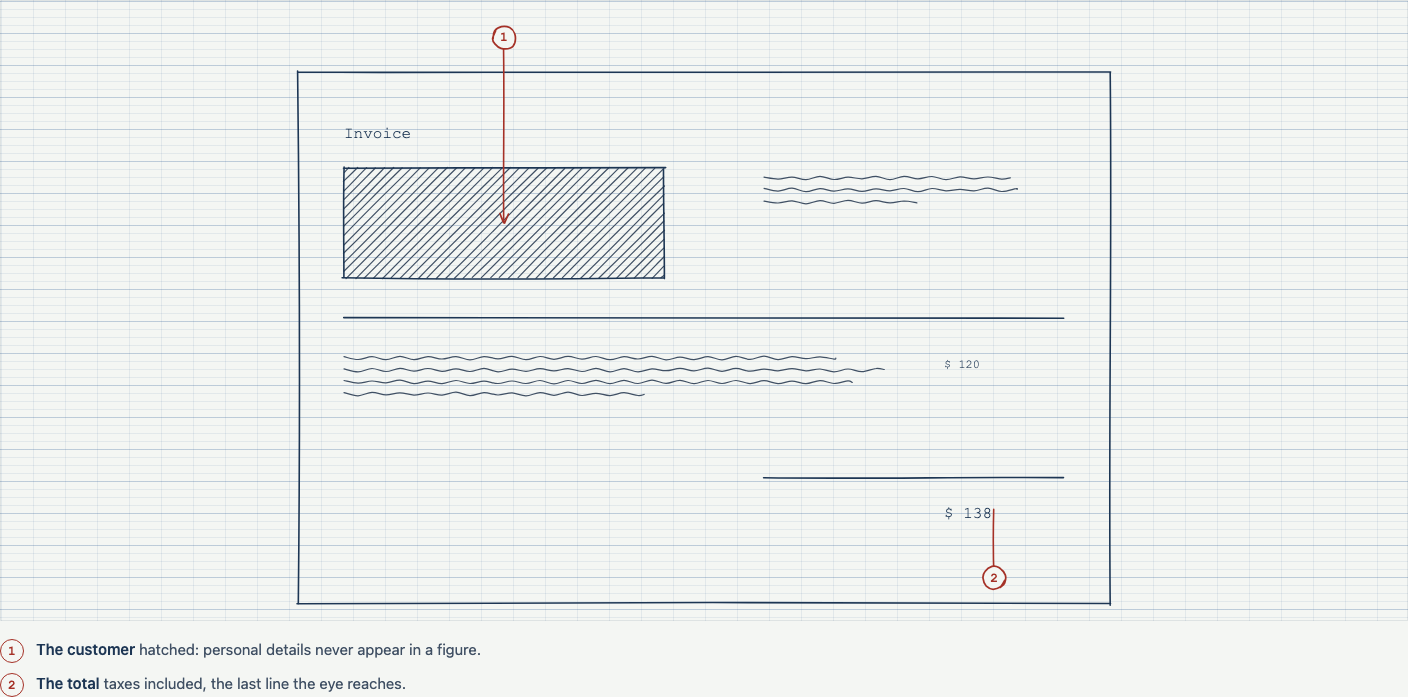 1
Invoice
$ 120
$ 138
2
1 The customer hatched: personal details never appear in a figure.
2 The total taxes included, the last line the eye reaches.